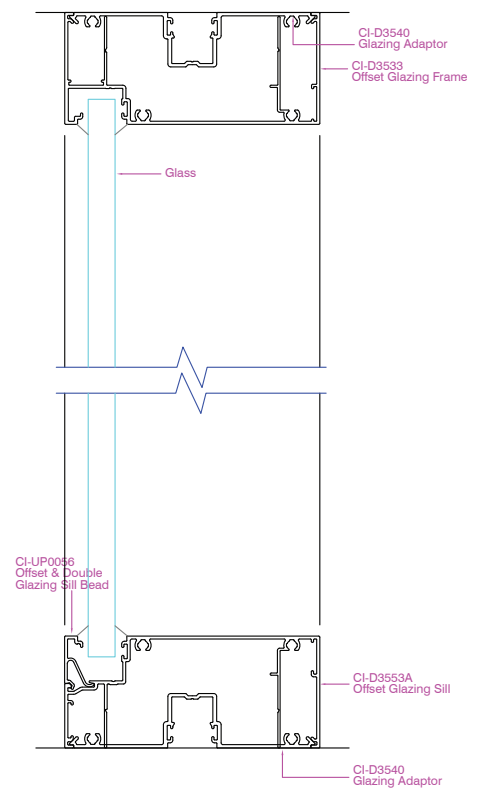 CI-D3540
Glazing Adaptor
CI-D3533
Offset Glazing Frame
Glass
CI-UP0056
Offset & Double
Glazing Sill Bead
CI-D3553A
Offset Glazing Sill
CI-D3540
Glazing Adaptor